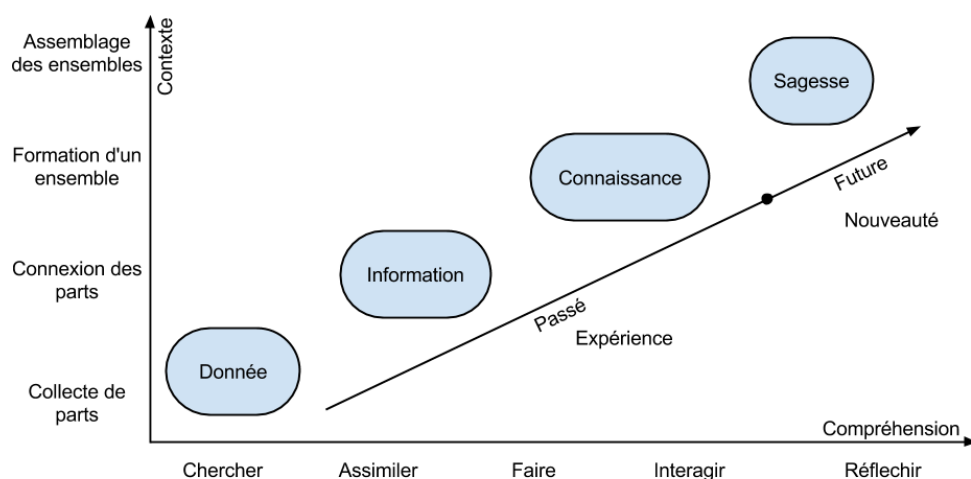 Assemblage
des ensembles
Contexte
Sagesse
Formation d'un
ensemble
Connaissance
Future
Nouveauté
Connexion des
parts
Information
Passé
Expérience
Donnée
Collecte de
parts
Compréhension
Chercher
Assimiler
Faire
Interagir
Réflechir